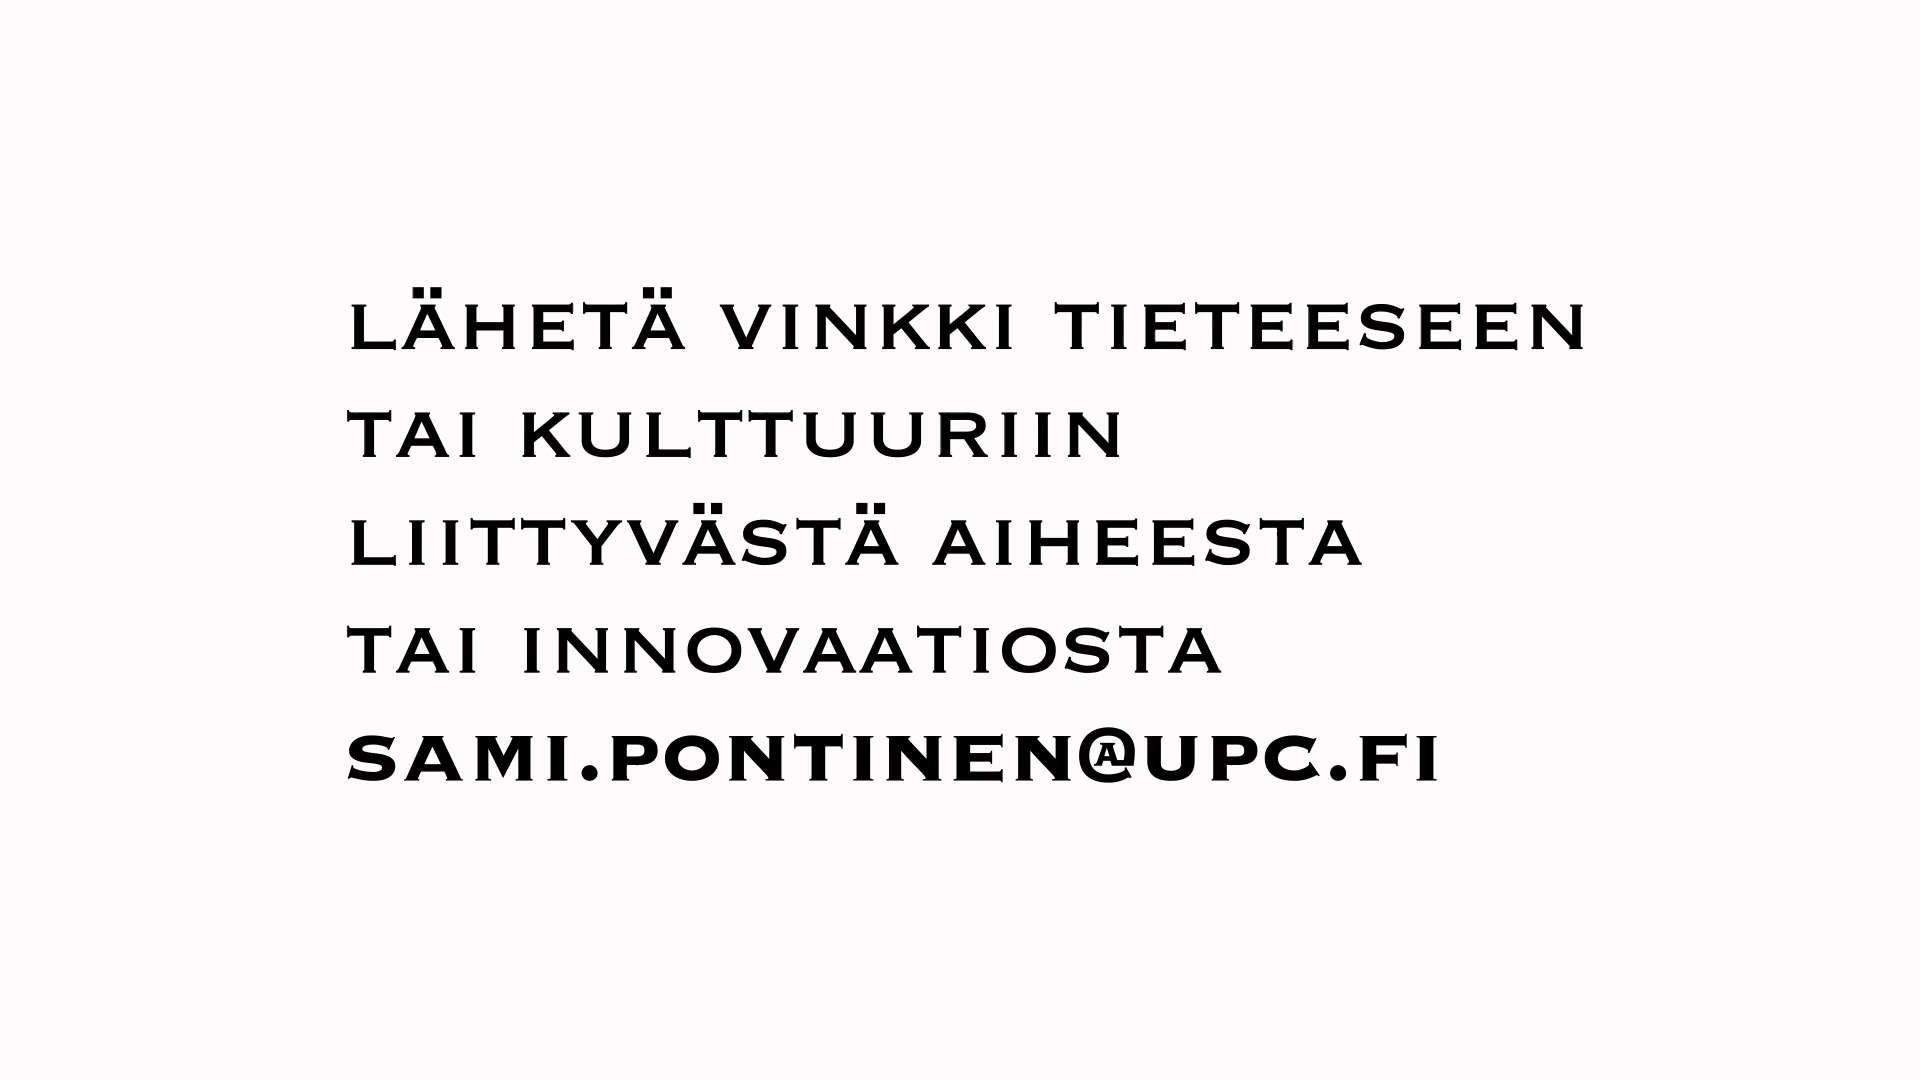 LÄHETÄ VINKKI TIETEESEEN
TAI KULTTUURIIN
LIITTYVÄSTÄ AIHEESTA
TAI INNOVAATIOSTA
SAMI.PONTINEN@UPC.FI